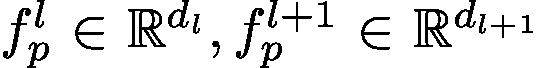 $f_p^l \in \mathbb{R}^{d_l}, f_p^{l+1} \in \mathbb{R}^{d_{l+1}}$